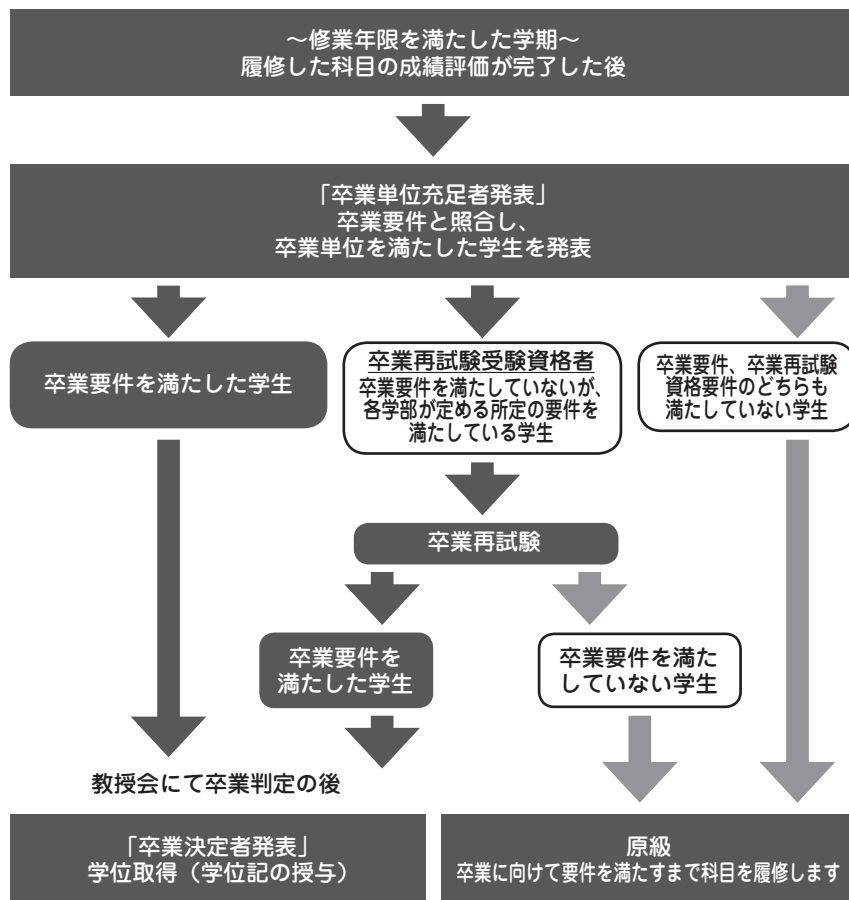 ～修業年限を満たした学期～
履修した科目の成績評価が完了した後
「卒業単位充足者発表」
卒業要件と照合し、
卒業単位を満たした学生を発表
卒業要件を満たした学生
卒業再試験受験資格者
卒業要件を満たしていないが、
各学部が定める所定の要件を
満たしている学生
卒業要件、卒業再試験
資格要件のどちらも
満たしていない学生
卒業再試験
卒業要件を
満たした学生
卒業要件を満た
していない学生
教授会にて卒業判定の後
「卒業決定者発表」
学位取得（学位記の授与）
原級
卒業に向けて要件を満たすまで科目を履修します